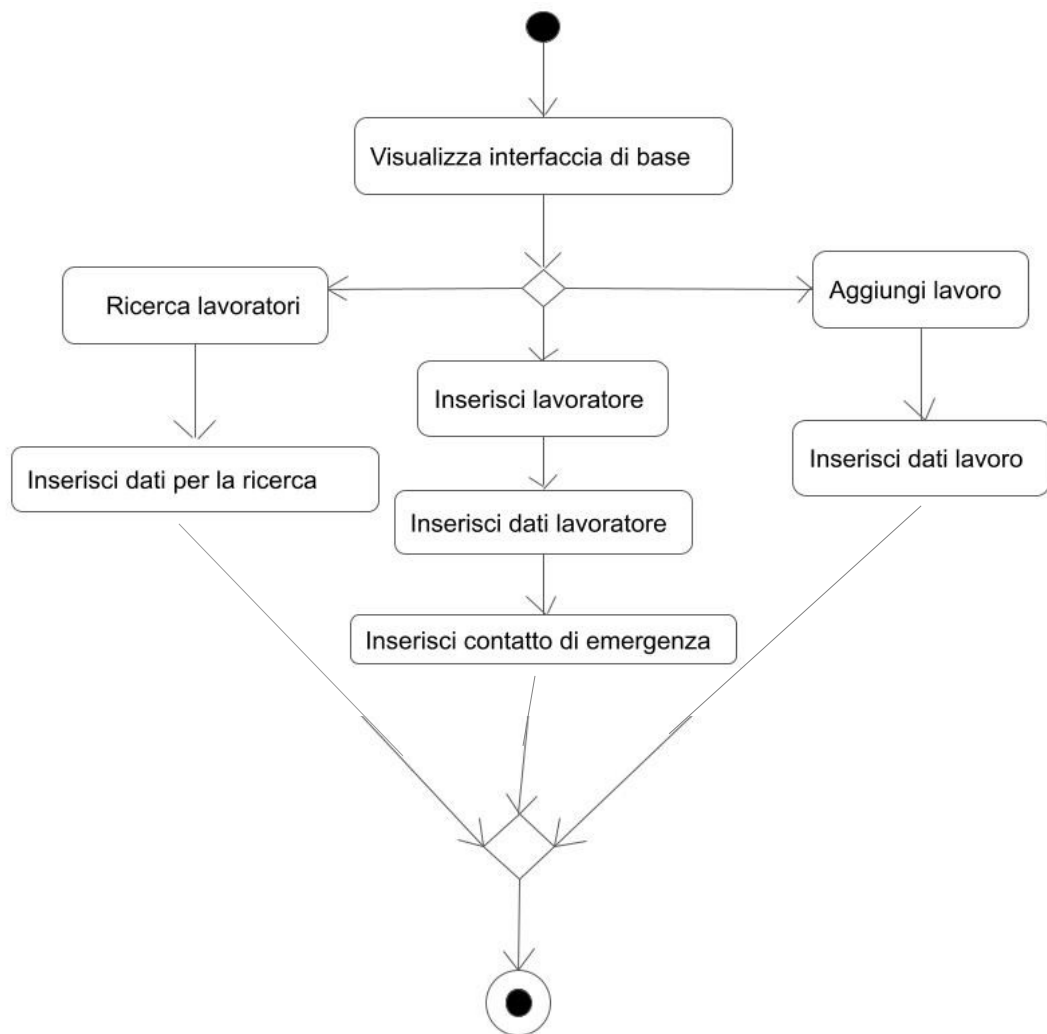 Visualizza interfaccia di base
Ricerca lavoratori
Aggiungi lavoro
Inserisci lavoratore
Inserisci dati per la ricerca
Inserisci dati lavoro
Inserisci dati lavoratore
Inserisci contatto di emergenza